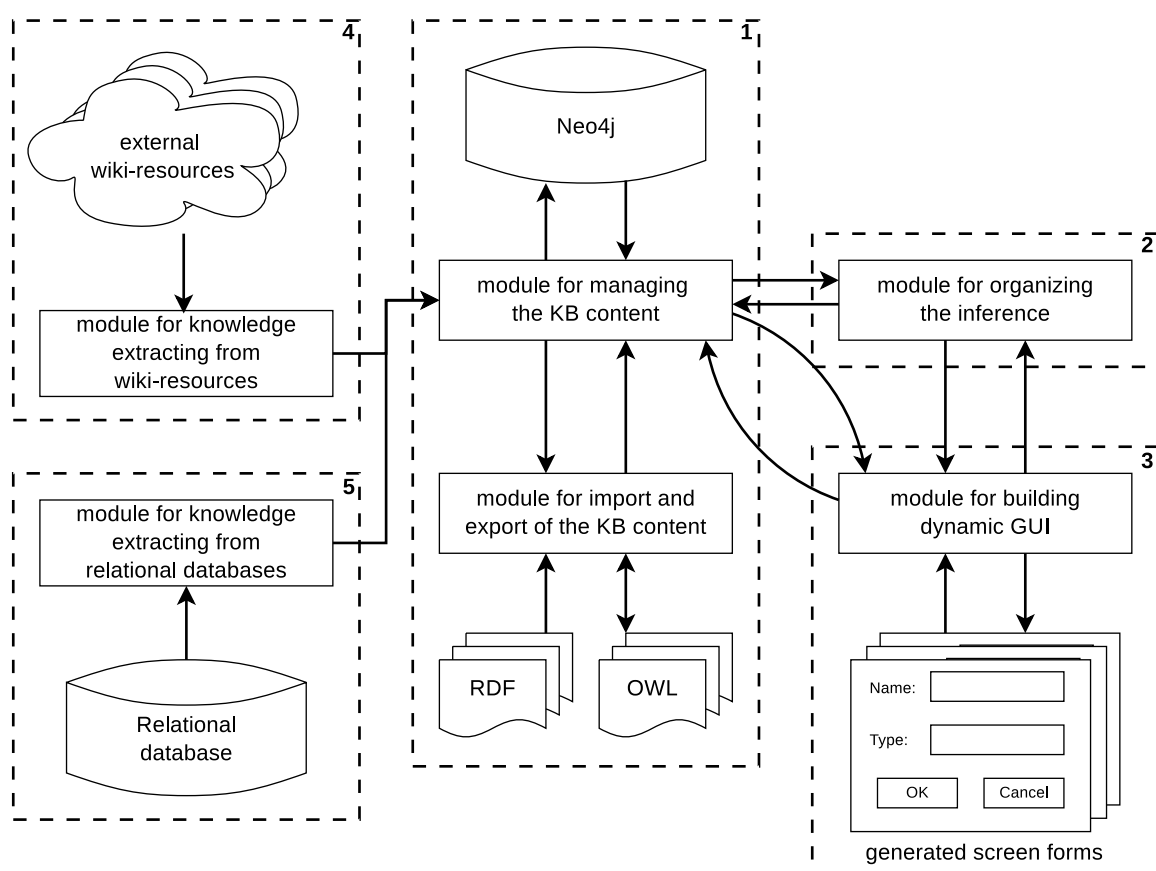 4
external
wiki-resources
module for knowledge
extracting from
wiki-resources
5
module for knowledge
extracting from
relational databases
Relational
database
1
Neo4j
module for managing
the KB content
module for import and
export of the KB content
RDF
OWL
2
module for organizing
the inference
3
module for building
dynamic GUI
Name:
Type:
OK
Cancel
generated screen forms